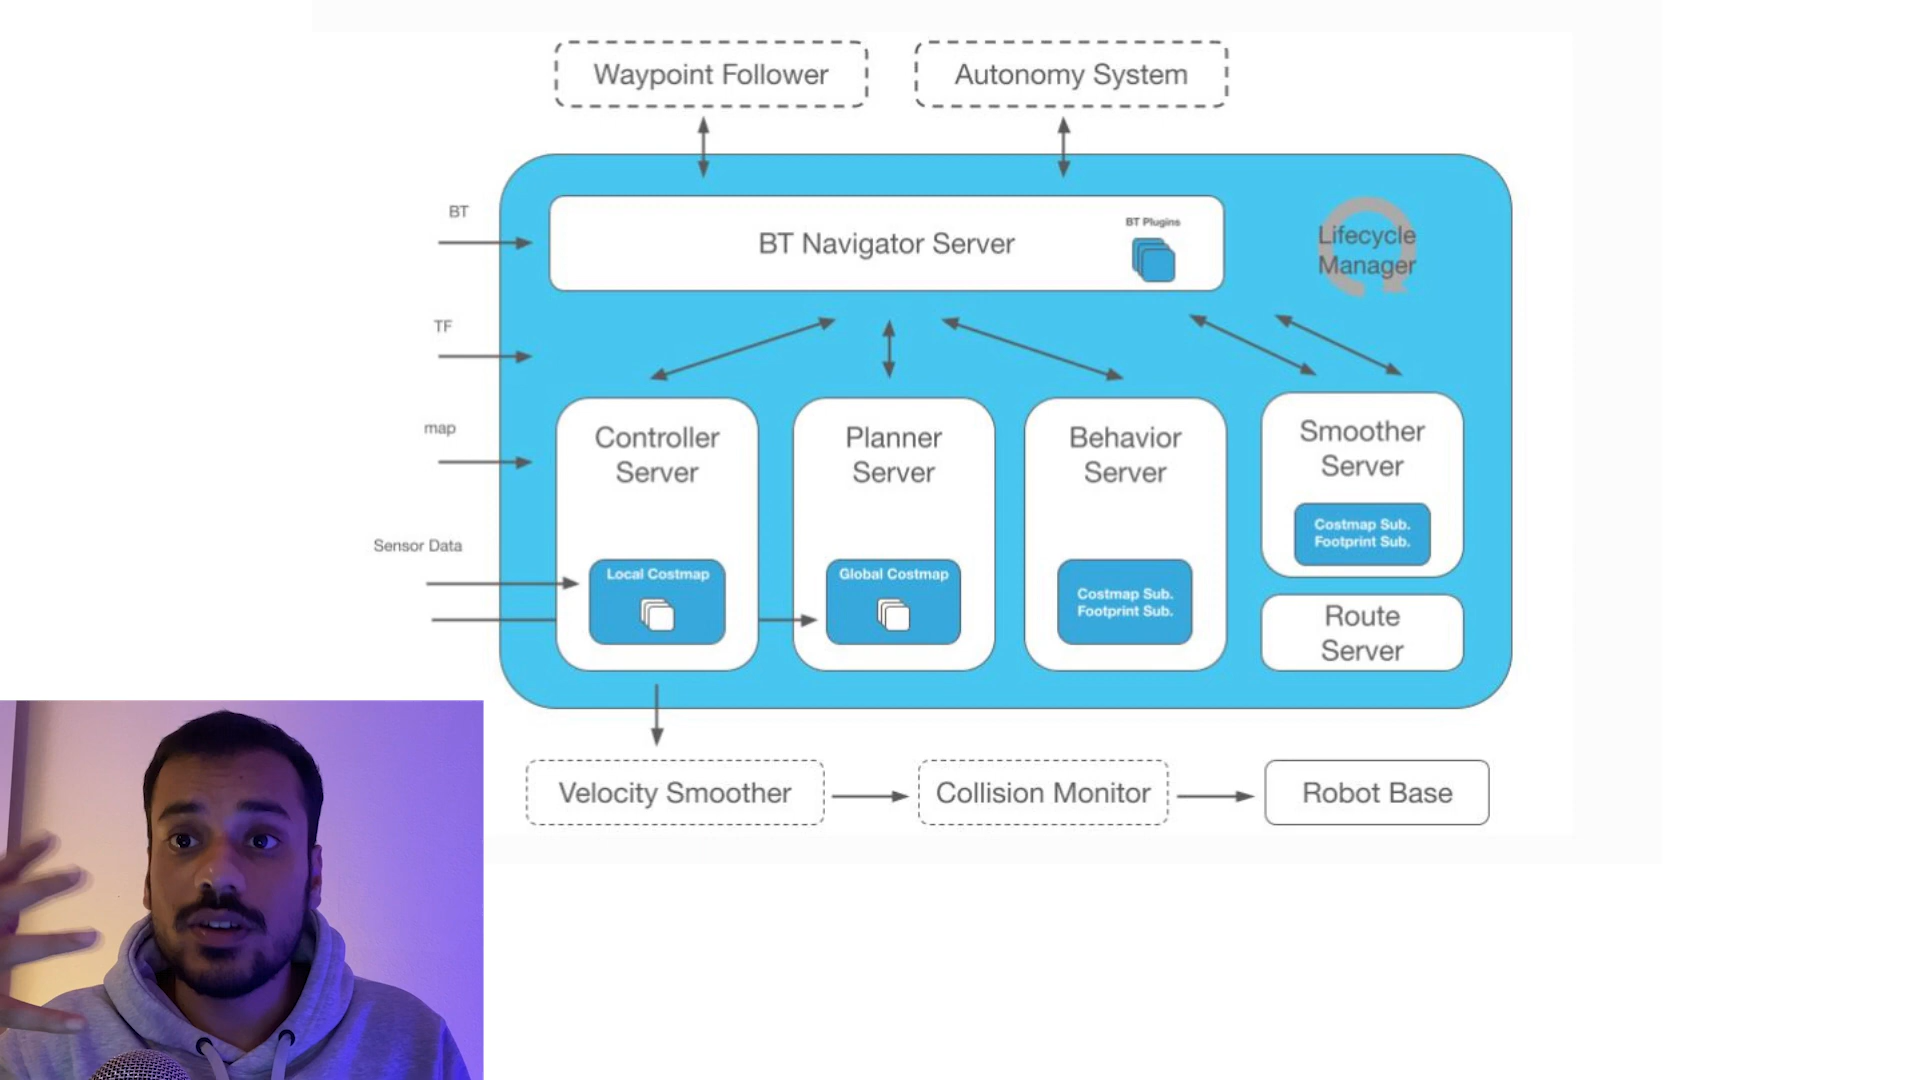 Waypoint Follower
Autonomy System
BT
BT Navigator Server
BT Plugins
Lifecycle
Manager
TF
map
Sensor Data
Controller
Server
Local Costmap
Planner
Server
Global Costmap
Behavior
Server
Costmap Sub.
Footprint Sub.
Smoother
Server
Costmap Sub.
Footprint Sub.
Route
Server
Velocity Smoother
Collision Monitor
Robot Base